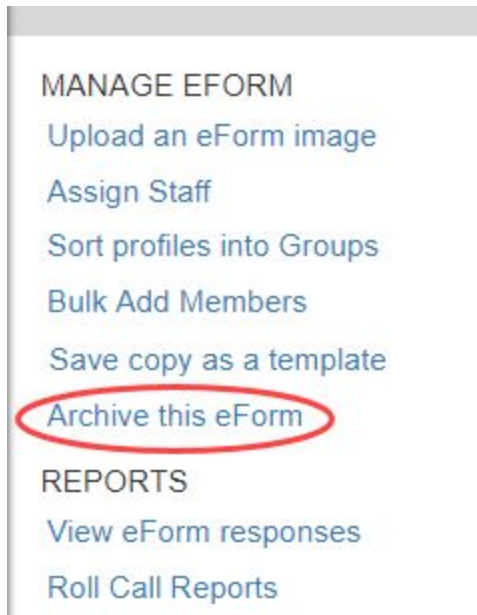 MANAGE EFORM
Upload an eForm image
Assign Staff
Sort profiles into Groups
Bulk Add Members
Save copy as a template
Archive this eForm
REPORTS
View eForm responses
Roll Call Reports